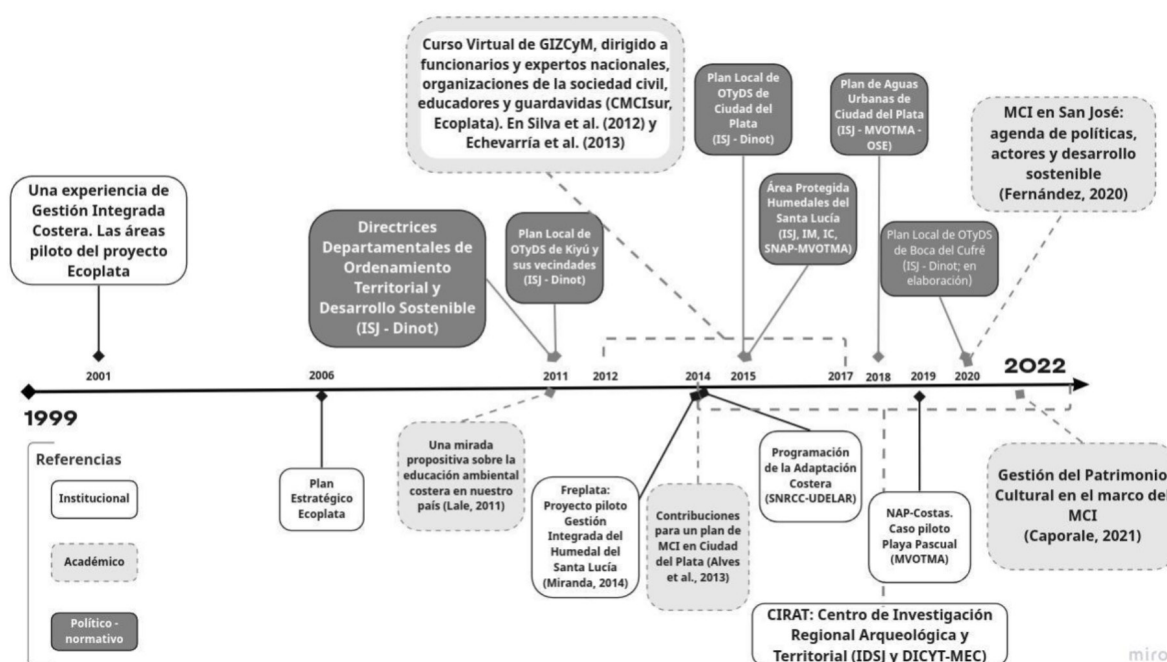 Curso Virtual de GIZCyM, dirigido a
funcionarios y expertos nacionales,
organizaciones de la sociedad civil,
educadores y guardavidas (CMCIsur,
Ecoplata). En Silva et al. (2012) y
Echevarría et al. (2013)
Plan Local de
OTyDS de
Ciudad del
Plata
(ISJ - Dinot)
Plan de Aguas
Urbanas de
Ciudad del Plata
(ISJ - MVOTMA -
OSE)
MCI en San José:
agenda de políticas,
actores y desarrollo
sostenible
(Fernández, 2020)
Una experiencia de
Gestión Integrada
Costera. Las áreas
piloto del proyecto
Ecoplata
Directrices
Departamentales de
Ordenamiento
Territorial y
Desarrollo Sostenible
(ISJ - Dinot)
Plan Local de
OTyDS de Kiyú y
sus vecindades
(ISJ - Dinot)
Área Protegida
Humedales del
Santa Lucía
(ISJ, IM, IC,
SNAP-MVOTMA)
Plan Local de OTyDS
de Boca del Cufré
(ISJ - Dinot; en
elaboración)
1999
2001
2006
2011
2012
2014
2015
2017
2018
2019
2020
2022
Referencias
Institucional
Académico
Político -
normativo
Plan
Estratégico
Ecoplata
Una mirada
propositiva sobre la
educación ambiental
costera en nuestro
país (Lale, 2011)
Freplata:
Proyecto piloto
Gestión
Integrada del
Humedal del
Santa Lucía
(Miranda, 2014)
Contribuciones
para un plan de
MCI en Ciudad
del Plata (Alves
et al., 2013)
Programación
de la Adaptación
Costera
(SNRCC-UDELAR)
NAP-Costas.
Caso piloto
Playa Pascual
(MVOTMA)
Gestión del Patrimonio
Cultural en el marco del
MCI
(Caporale, 2021)
CIRAT: Centro de Investigación
Regional Arqueológica y
Territorial (IDSJ y DICYT-MEC)
miro